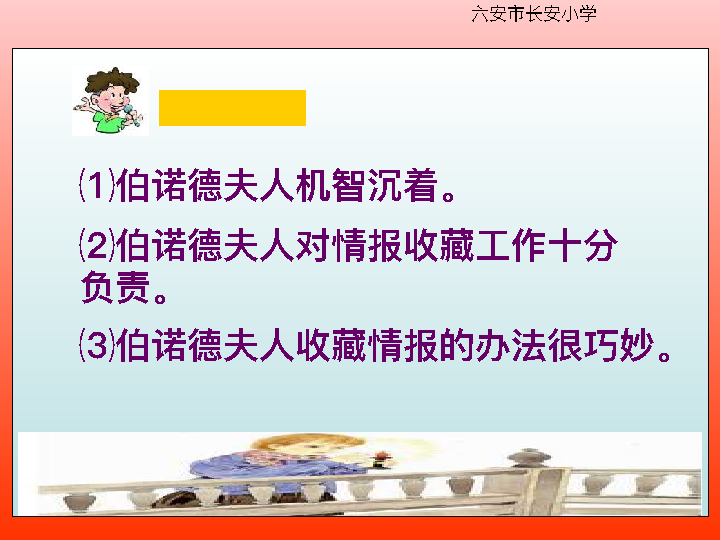 六安市长安小学
⑴伯诺德夫人机智沉着。
⑵伯诺德夫人对情报收藏工作十分
负责。
⑶伯诺德夫人收藏情报的办法很巧妙。